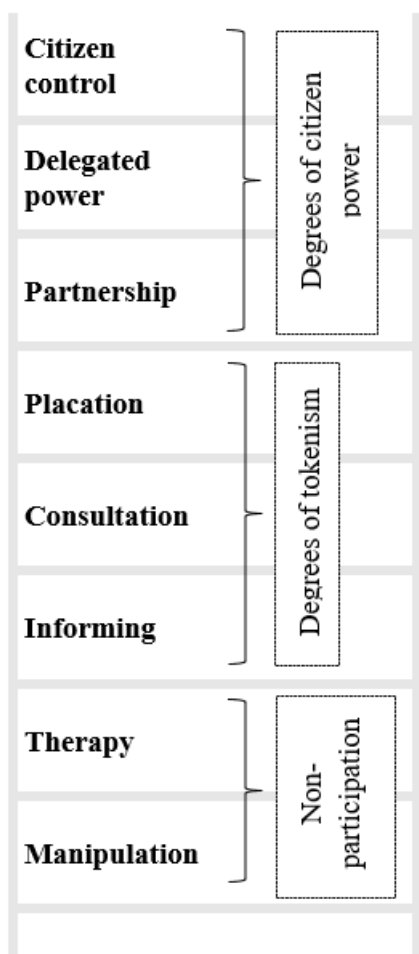 Citizen
control
Delegated
power
Partnership
Degrees of citizen
power
Placation
Consultation
Informing
Degrees of tokenism
Therapy
Manipulation
Non-
participation